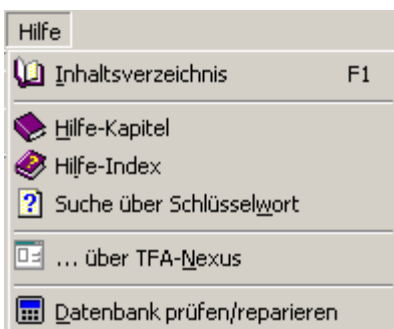 Hilfe
Inhaltsverzeichnis F1
Hilfe-Kapitel
Hilfe-Index
Suche über Schlüsselwort
... über TFA-Nexus
Datenbank prüfen/reparieren